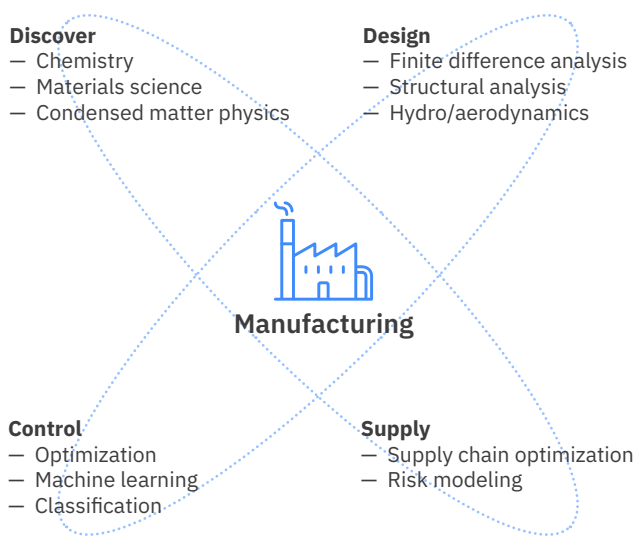 Discover
— Chemistry
— Materials science
— Condensed matter physics
Design
— Finite difference analysis
— Structural analysis
— Hydro/aerodynamics
Manufacturing
Control
— Optimization
— Machine learning
— Classification
Supply
— Supply chain optimization
— Risk modeling